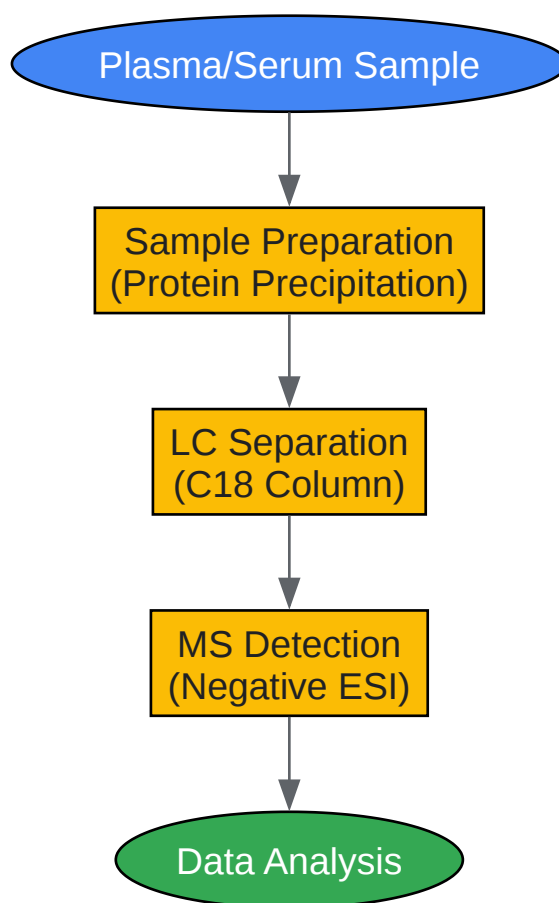 Plasma/Serum Sample
Sample Preparation
(Protein Precipitation)
LC Separation
(C18 Column)
MS Detection
(Negative ESI)
Data Analysis